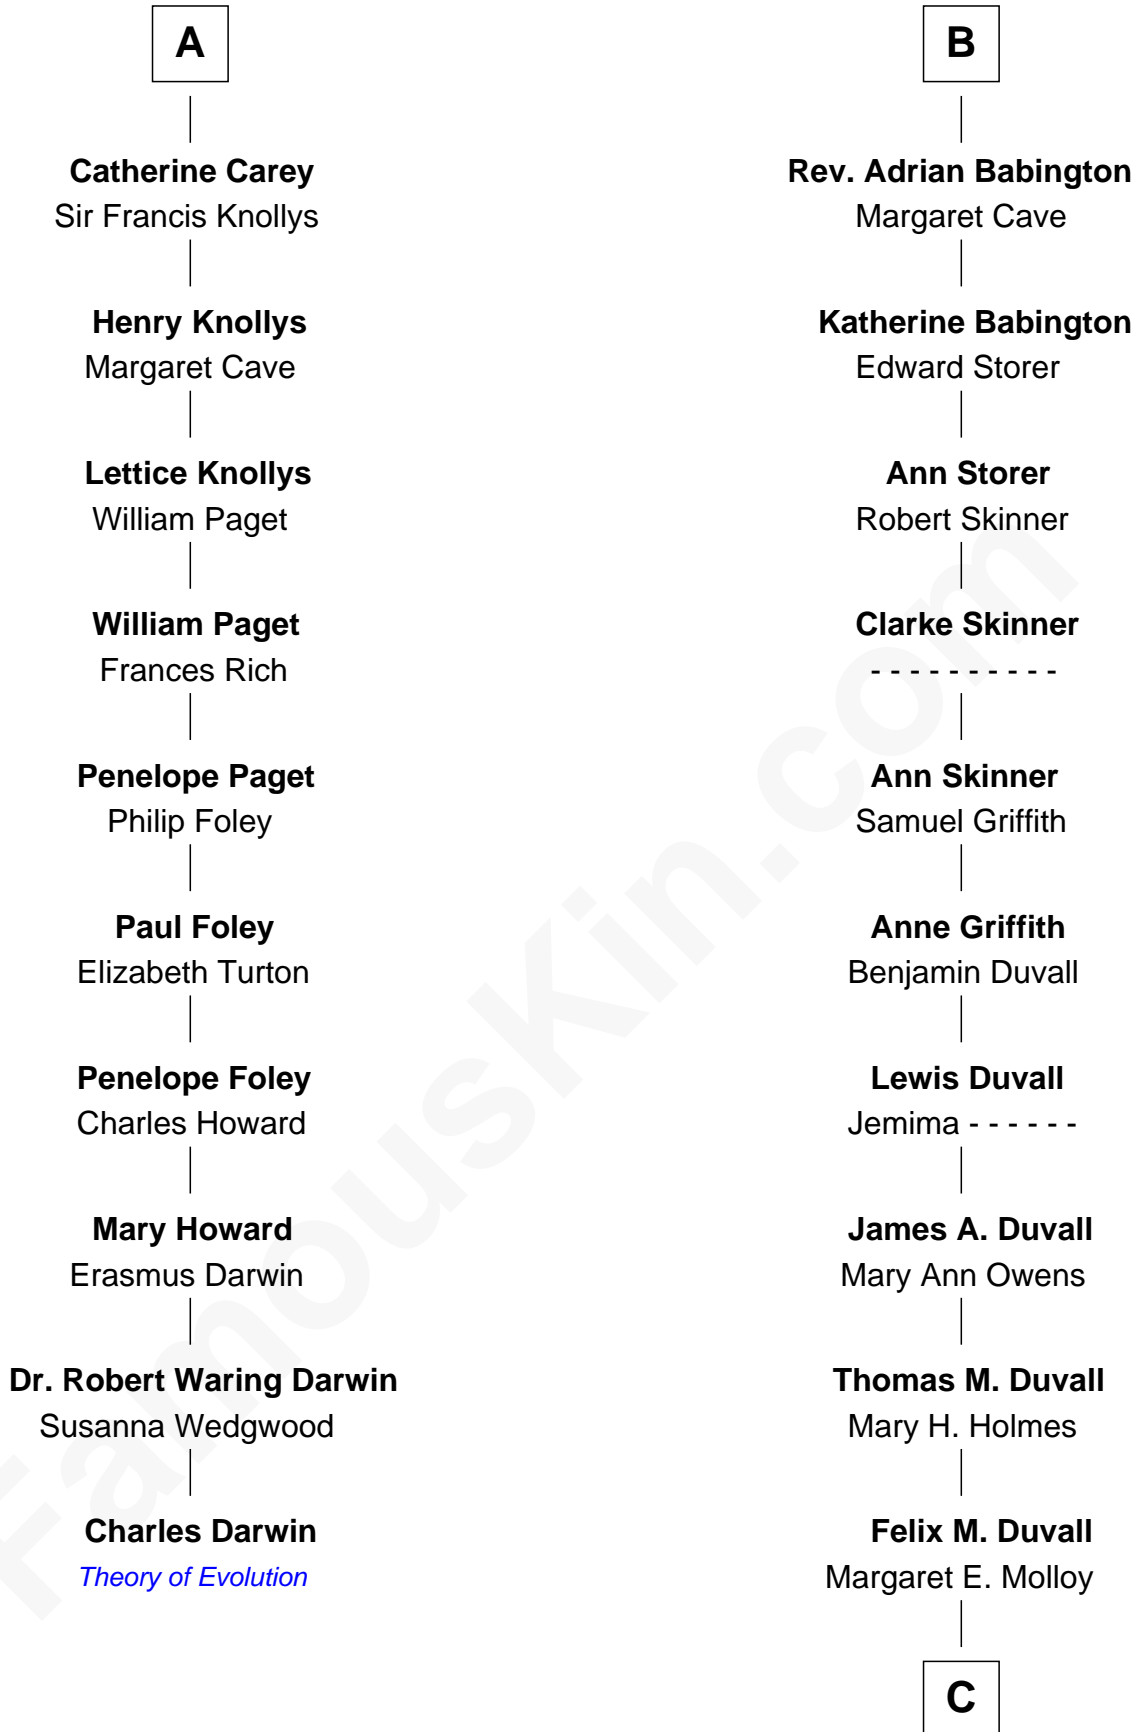 A
Catherine Carey
Sir Francis Knollys
Henry Knollys
Margaret Cave
Lettice Knollys
William Paget
William Paget
Frances Rich
Penelope Paget
Philip Foley
Paul Foley
Elizabeth Turton
Penelope Foley
Charles Howard
Mary Howard
Erasmus Darwin
Dr. Robert Waring Darwin
Susanna Wedgwood
Charles Darwin
Theory of Evolution
B
Rev. Adrian Babington
Margaret Cave
Katherine Babington
Edward Storer
Ann Storer
Robert Skinner
Clarke Skinner
- - - - - - - - - -
Ann Skinner
Samuel Griffith
Anne Griffith
Benjamin Duvall
Lewis Duvall
Jemima - - - - - -
James A. Duvall
Mary Ann Owens
Thomas M. Duvall
Mary H. Holmes
Felix M. Duvall
Margaret E. Molloy
C
FamousKin.com